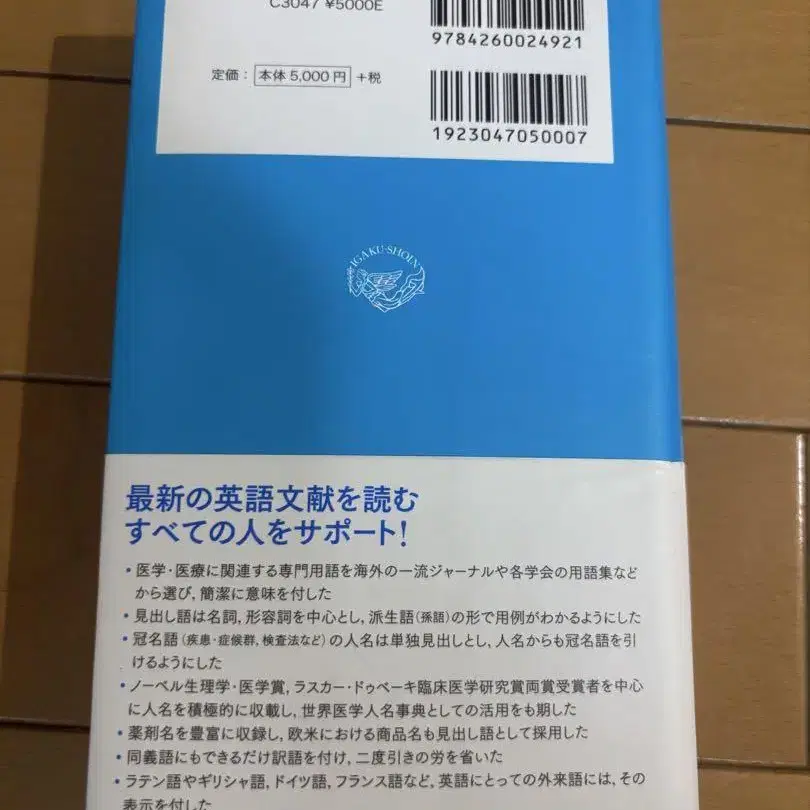 C3047 ¥5000E
9784260024921
定価：本体5,000円＋税
1923047050007
IGAKU-SHOIN
最新の英語文献を読む
すべての人をサポート！
・医学・医療に関連する専門用語を海外の一流ジャーナルや各学会の用語集など
から選び，簡潔に意味を付した
・見出し語は名詞，形容詞を中心とし，派生語（孫語）の形で用例がわかるようにした
・冠名語（疾患・症候群，検査法など）の人名は単独見出しとし，人名からも冠名語を引
けるようにした
・ノーベル生理学・医学賞，ラスカー・ドゥベーキ臨床医学研究賞両賞受賞者を中心
に人名を積極的に収載し，世界医学人名事典としての活用をも期した
・薬剤名を豊富に収録し，欧米における商品名も見出し語として採用した
・同義語にもできるだけ訳語を付け，二度引きの労を省いた
・ラテン語やギリシャ語，ドイツ語，フランス語など，英語にとっての外来語には，その
表示を付した